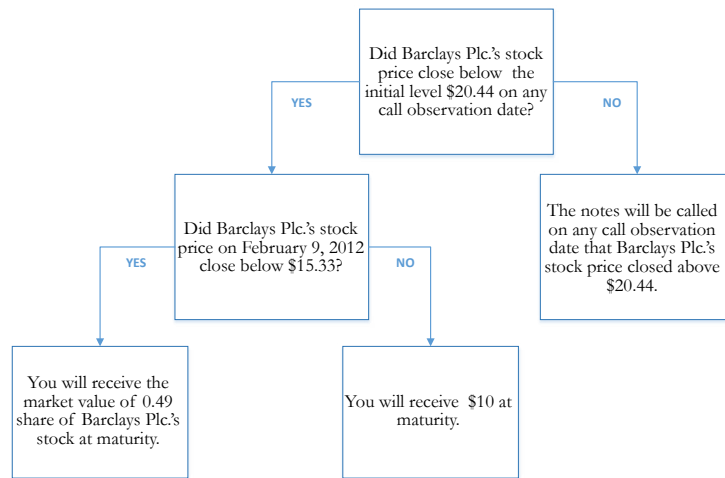 Did Barclays Plc.'s stock
price close below the
initial level $20.44 on any
call observation date?
YES
NO
Did Barclays Plc.'s stock
price on February 9, 2012
close below $15.33?
The notes will be called
on any call observation
date that Barclays Plc.'s
stock price closed above
$20.44.
YES
NO
You will receive the
market value of 0.49
share of Barclays Plc.'s
stock at maturity.
You will receive $10 at
maturity.